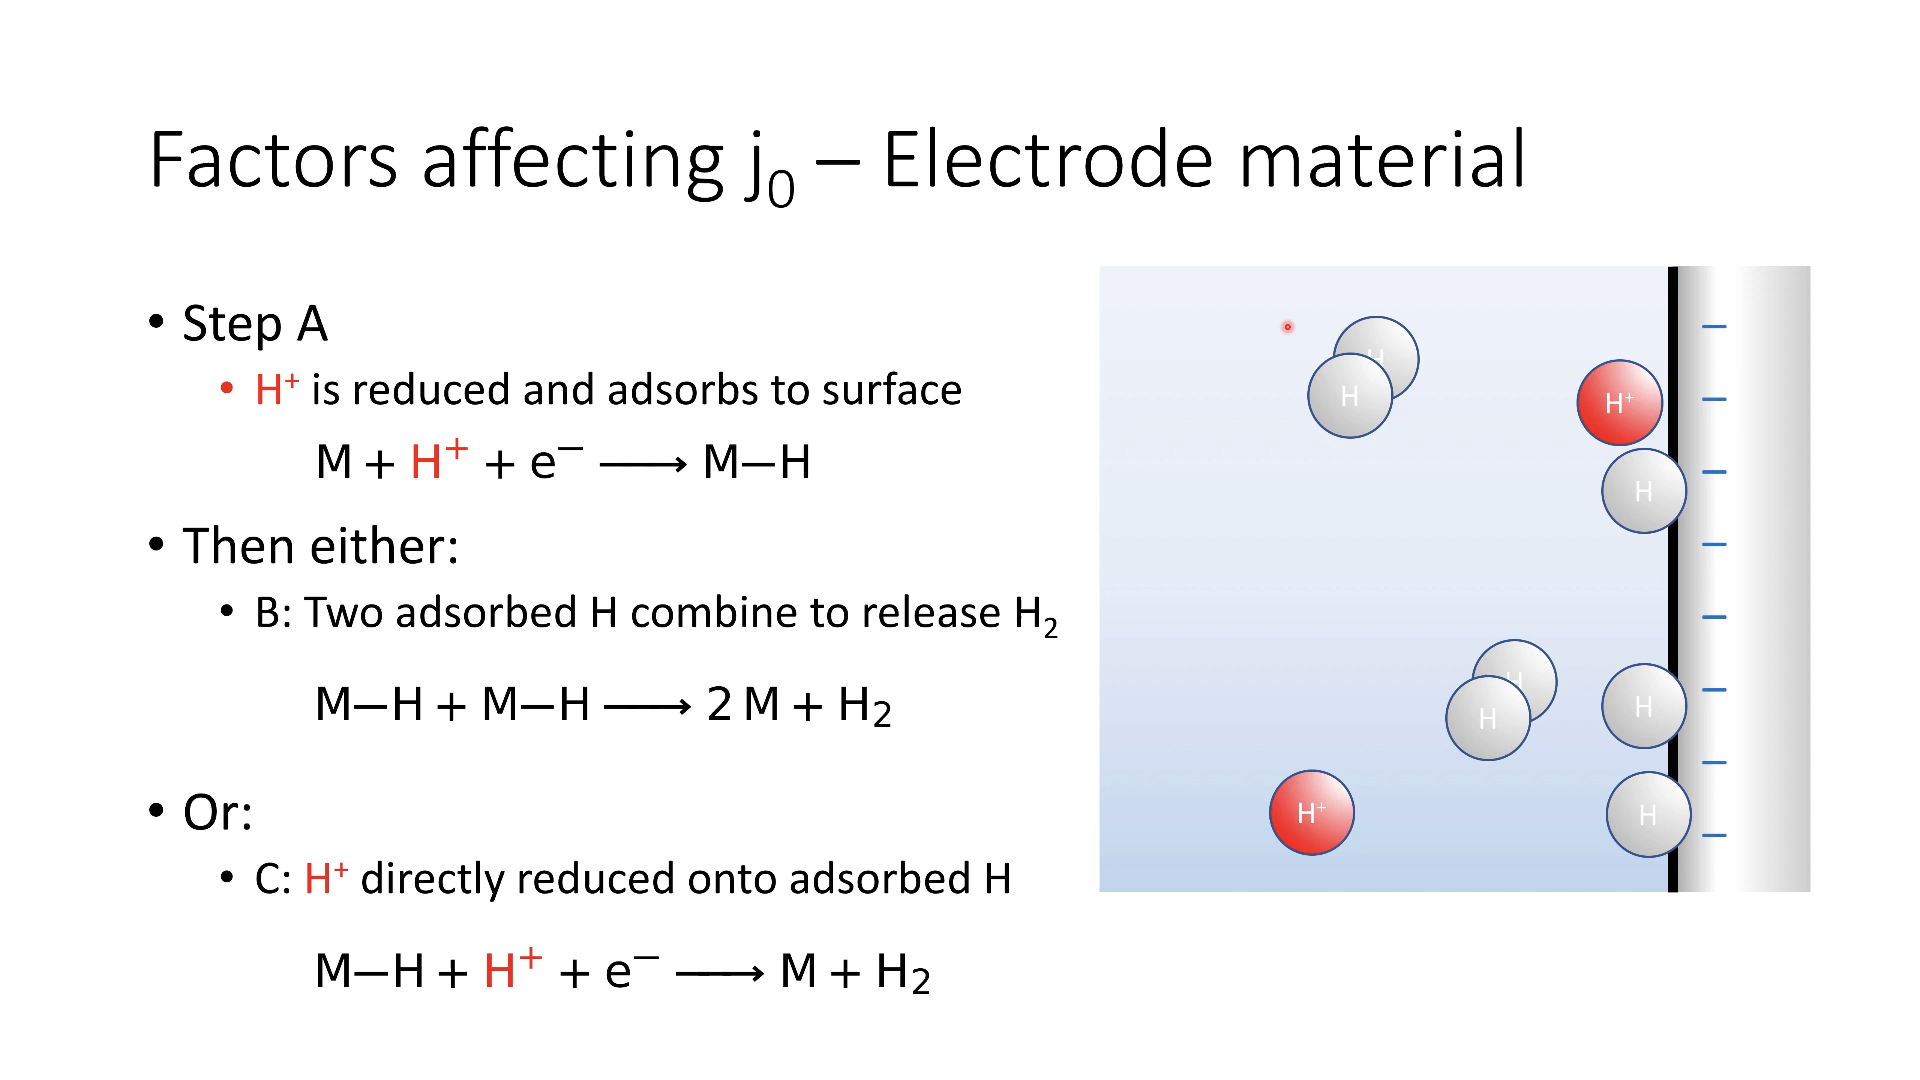 Factors affecting j₀ – Electrode material
• Step A
• H⁺ is reduced and adsorbs to surface
M + H⁺ + e⁻ ⟶ M—H
• Then either:
• B: Two adsorbed H combine to release H₂
M—H + M—H ⟶ 2 M + H₂
• Or:
• C: H⁺ directly reduced onto adsorbed H
M—H + H⁺ + e⁻ ⟶ M + H₂
H
H
H⁺
H
H
H
H
H⁺
H